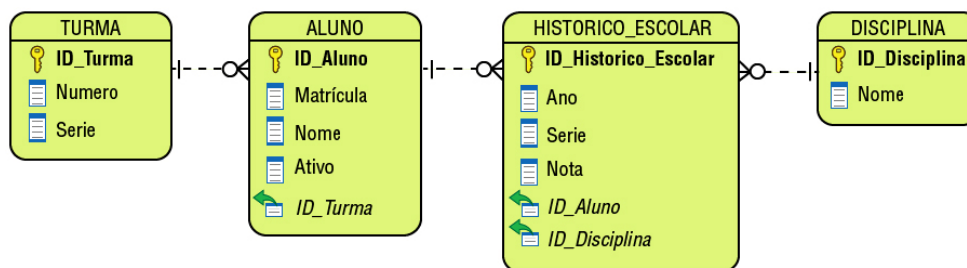 TURMA
ID_Turma
Numero
Serie
ALUNO
ID_Aluno
Matrícula
Nome
Ativo
ID_Turma
HISTORICO_ESCOLAR
ID_Historico_Escolar
Ano
Serie
Nota
ID_Aluno
ID_Disciplina
DISCIPLINA
ID_Disciplina
Nome